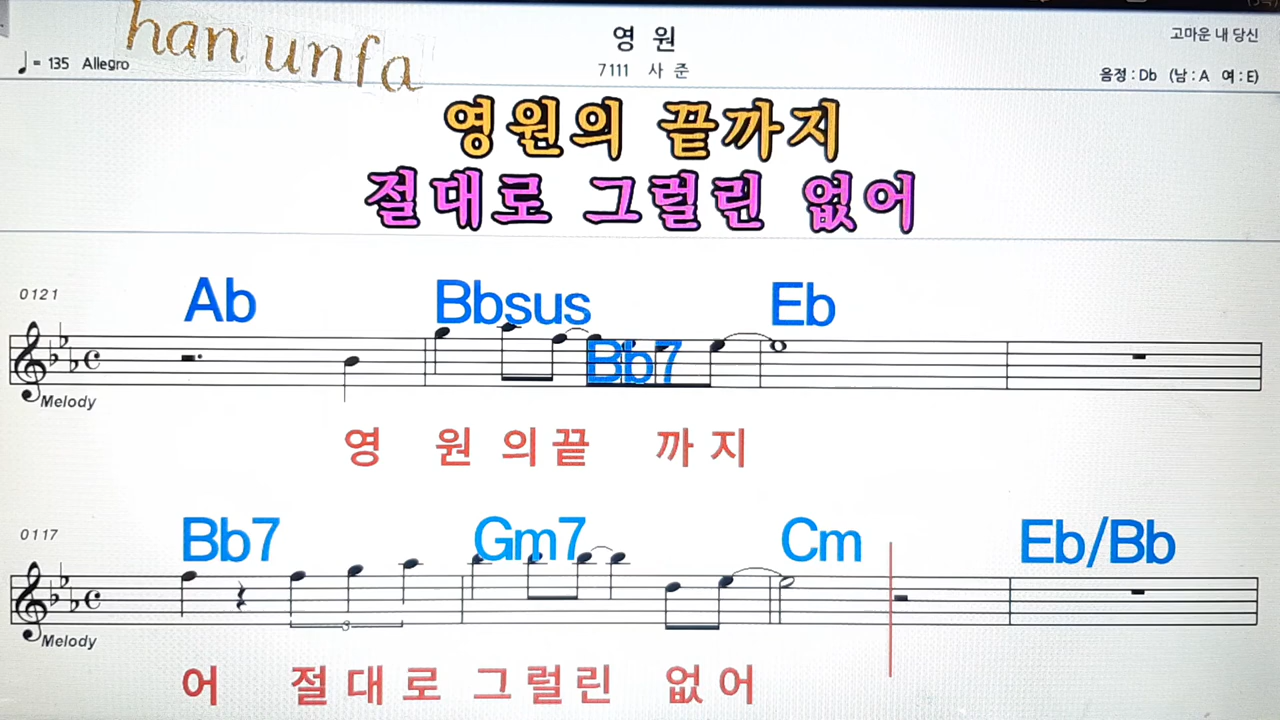 han unfa
영 원
고마운 내 당신
♩= 135 Allegro
7111 사 준
음정 : Db (남 : A 여 : E)
영원의 끝까지
절대로 그럴린 없어
0121
Ab Bbsus Bb7 Eb
Melody
영 원 의 끝 까 지
0117
Bb7 Gm7 Cm Eb/Bb
3
Melody
어 절 대 로 그 럴 린 없 어